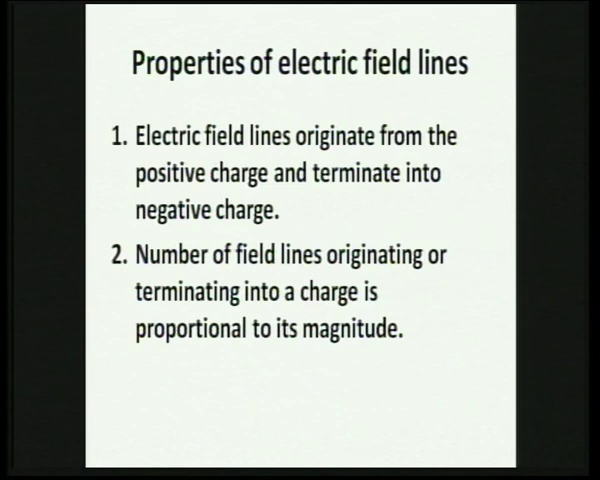 Properties of electric field lines
1. Electric field lines originate from the
positive charge and terminate into
negative charge.
2. Number of field lines originating or
terminating into a charge is
proportional to its magnitude.